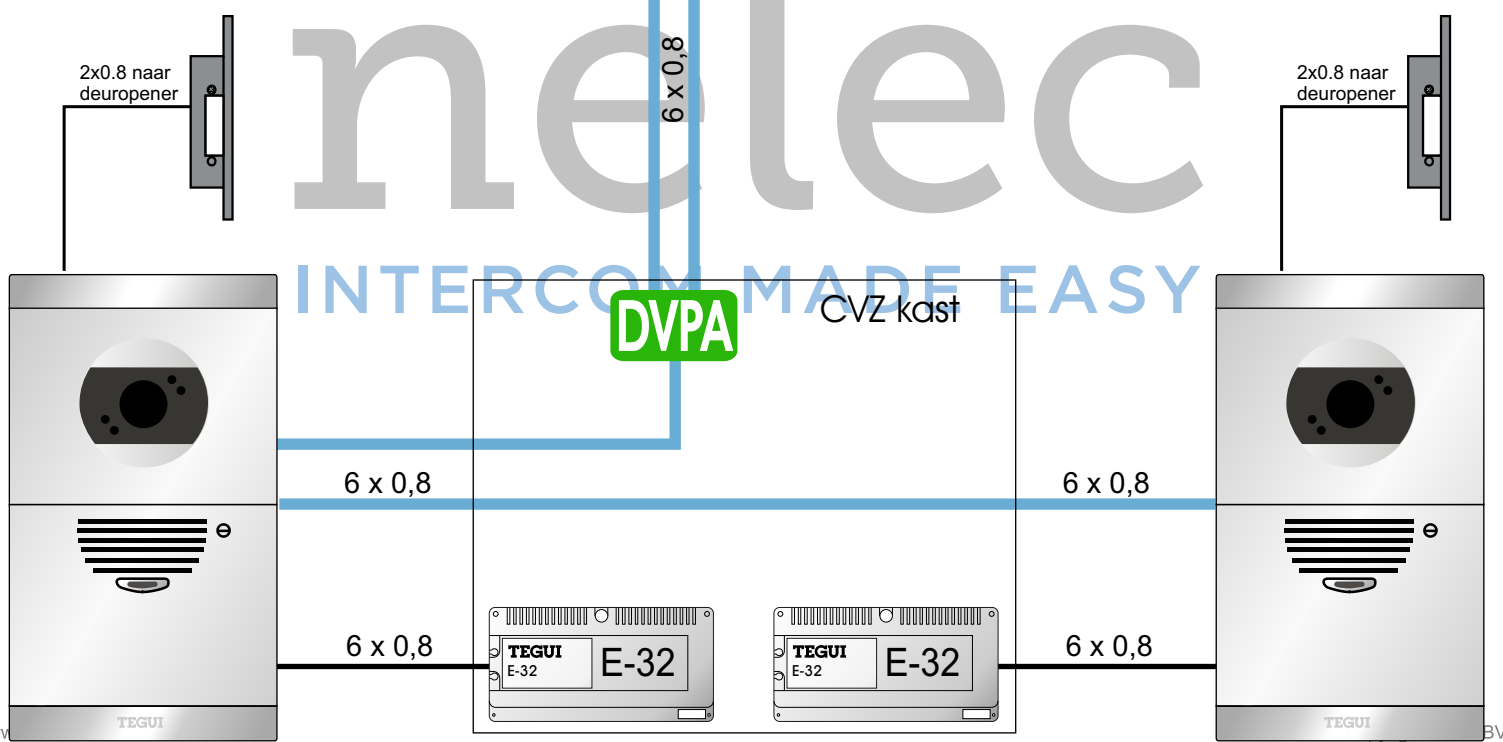 nelec
INTERCOM MADE EASY
6 x 0,8
2x0.8 naar
deuropener
2x0.8 naar
deuropener
DVPA
CVZ kast
6 x 0,8
6 x 0,8
6 x 0,8
TEGUI
E-32
E-32
TEGUI
E-32
E-32
6 x 0,8
TEGUI
TEGUI
BV